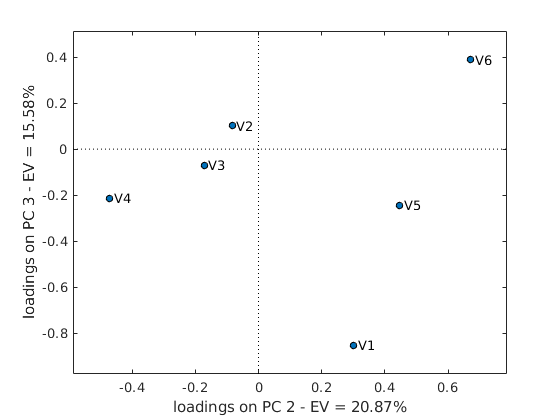 0.4
0.2
0
-0.2
-0.4
-0.6
-0.8
V6
V2
V3
V4
V5
V1
-0.4 -0.2 0 0.2 0.4 0.6
loadings on PC 2 - EV = 20.87%
loadings on PC 3 - EV = 15.58%